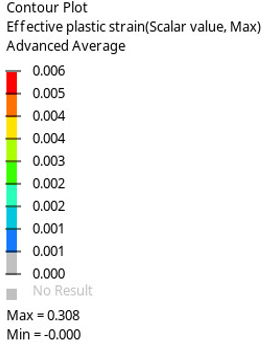 Contour Plot
Effective plastic strain(Scalar value, Max)
Advanced Average
0.006
0.005
0.004
0.004
0.003
0.002
0.002
0.001
0.001
0.000
No Result
Max = 0.308
Min = -0.000